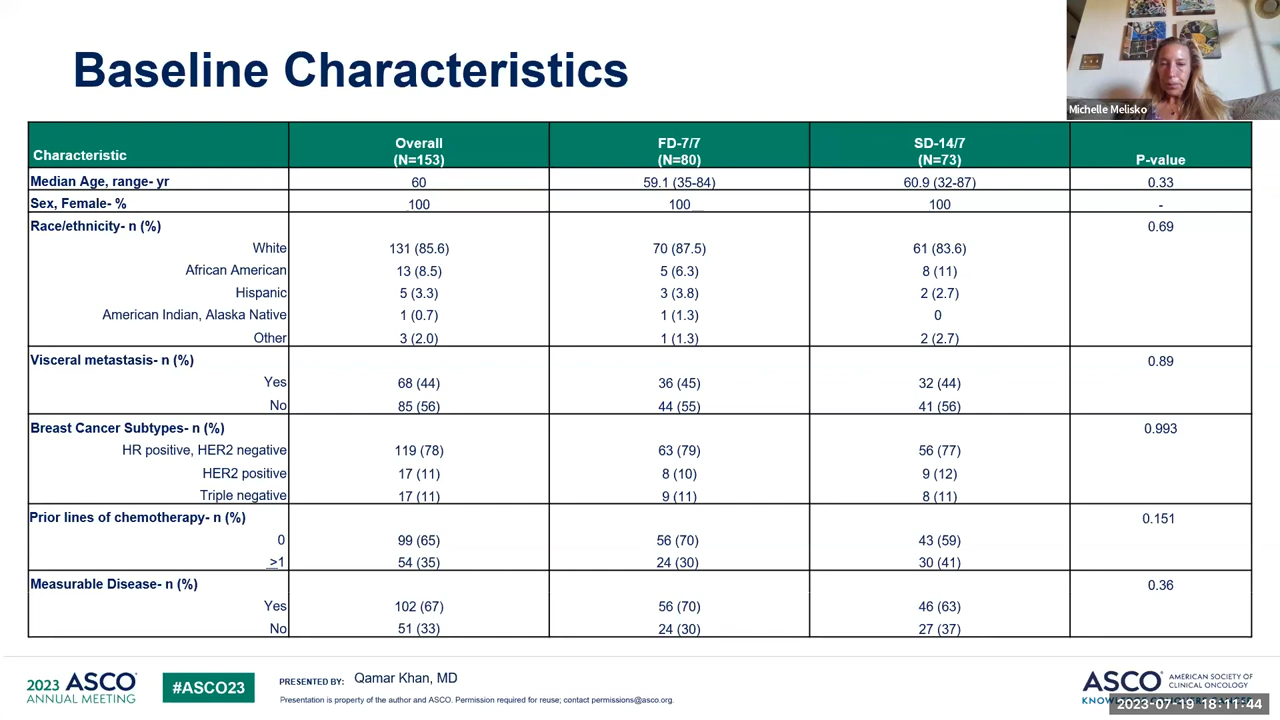 Baseline Characteristics
Michelle Melisko
Characteristic Overall (N=153) FD-7/7 (N=80) SD-14/7 (N=73) P-value
Median Age, range- yr 60 59.1 (35-84) 60.9 (32-87) 0.33
Sex, Female- % 100 100 100 -
Race/ethnicity- n (%) 0.69
White 131 (85.6) 70 (87.5) 61 (83.6)
African American 13 (8.5) 5 (6.3) 8 (11)
Hispanic 5 (3.3) 3 (3.8) 2 (2.7)
American Indian, Alaska Native 1 (0.7) 1 (1.3) 0
Other 3 (2.0) 1 (1.3) 2 (2.7)
Visceral metastasis- n (%) 0.89
Yes 68 (44) 36 (45) 32 (44)
No 85 (56) 44 (55) 41 (56)
Breast Cancer Subtypes- n (%) 0.993
HR positive, HER2 negative 119 (78) 63 (79) 56 (77)
HER2 positive 17 (11) 8 (10) 9 (12)
Triple negative 17 (11) 9 (11) 8 (11)
Prior lines of chemotherapy- n (%) 0.151
0 99 (65) 56 (70) 43 (59)
>1 54 (35) 24 (30) 30 (41)
Measurable Disease- n (%) 0.36
Yes 102 (67) 56 (70) 46 (63)
No 51 (33) 24 (30) 27 (37)
2023 ASCO®
ANNUAL MEETING
#ASCO23
PRESENTED BY: Qamar Khan, MD
Presentation is property of the author and ASCO. Permission required for reuse; contact permissions@asco.org.
ASCO® AMERICAN SOCIETY OF
CLINICAL ONCOLOGY
2023-07-19 18:11:44